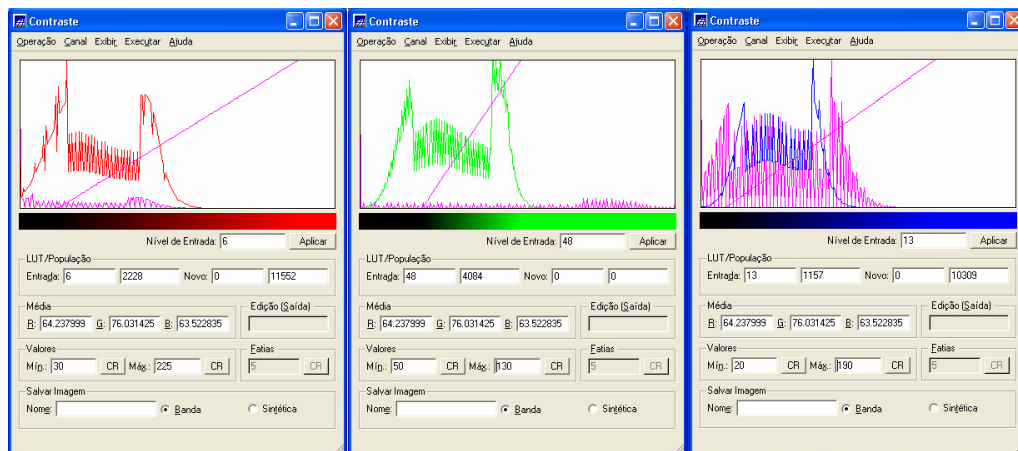 Contraste
Operação Canal Exibir Executar Ajuda
Nível de Entrada: 6 Aplicar
LUT/População
Entrada: 6 2228 Novo: 0 11552
Média Edição (Saída)
R: 64.237999 G: 76.031425 B: 63.522835
Valores Fatias
Mín.: 30 CR Máx.: 225 CR 5 CR
Salvar Imagem
Nome: Banda Sintética
Contraste
Operação Canal Exibir Executar Ajuda
Nível de Entrada: 48 Aplicar
LUT/População
Entrada: 48 4084 Novo: 0 0
Média Edição (Saída)
R: 64.237999 G: 76.031425 B: 63.522835
Valores Fatias
Mín.: 50 CR Máx.: 130 CR 5 CR
Salvar Imagem
Nome: Banda Sintética
Contraste
Operação Canal Exibir Executar Ajuda
Nível de Entrada: 13 Aplicar
LUT/População
Entrada: 13 1157 Novo: 0 10309
Média Edição (Saída)
R: 64.237999 G: 76.031425 B: 63.522835
Valores Fatias
Mín.: 20 CR Máx.: 190 CR 5 CR
Salvar Imagem
Nome: Banda Sintética